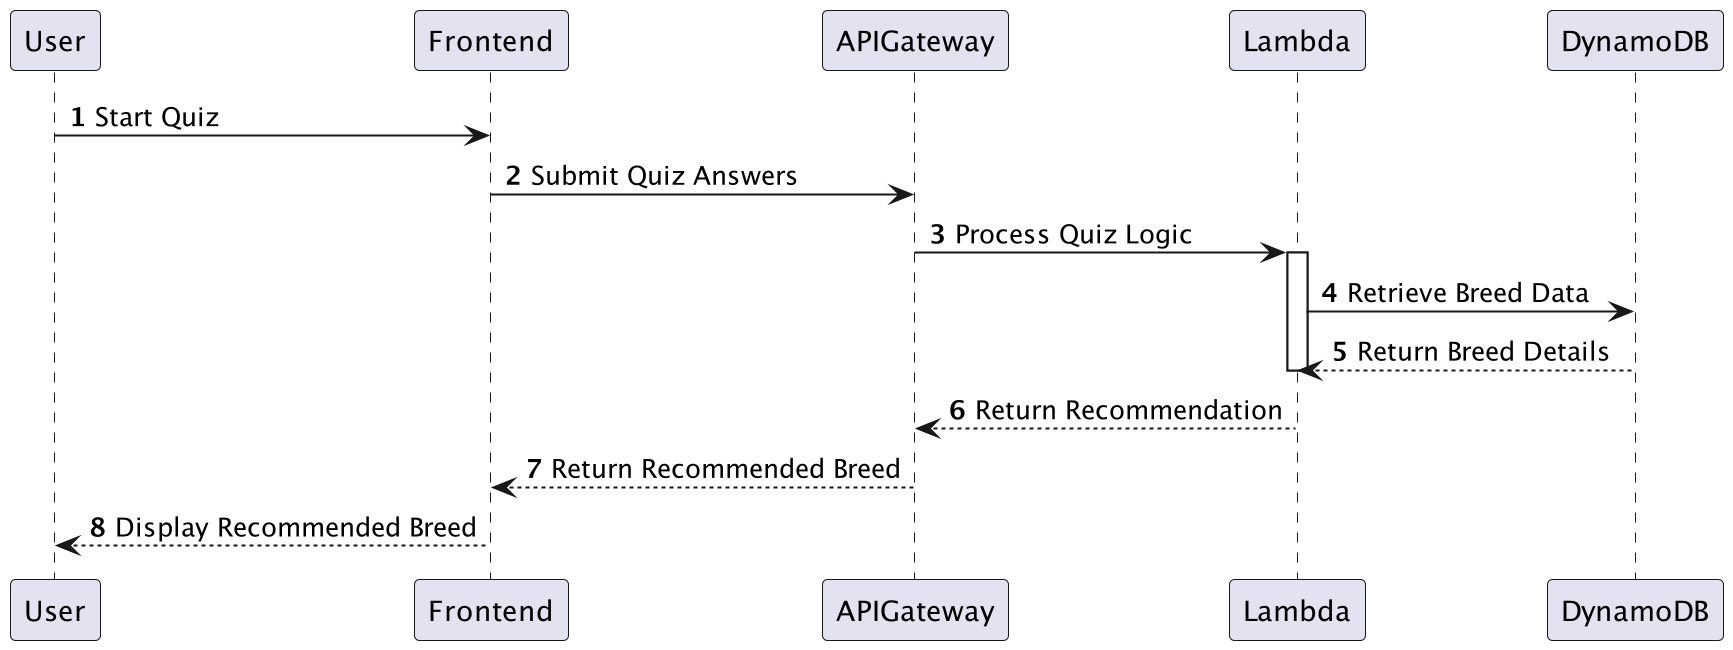 User Frontend APIGateway Lambda DynamoDB
1 Start Quiz
2 Submit Quiz Answers
3 Process Quiz Logic
4 Retrieve Breed Data
5 Return Breed Details
6 Return Recommendation
7 Return Recommended Breed
8 Display Recommended Breed
User Frontend APIGateway Lambda DynamoDB